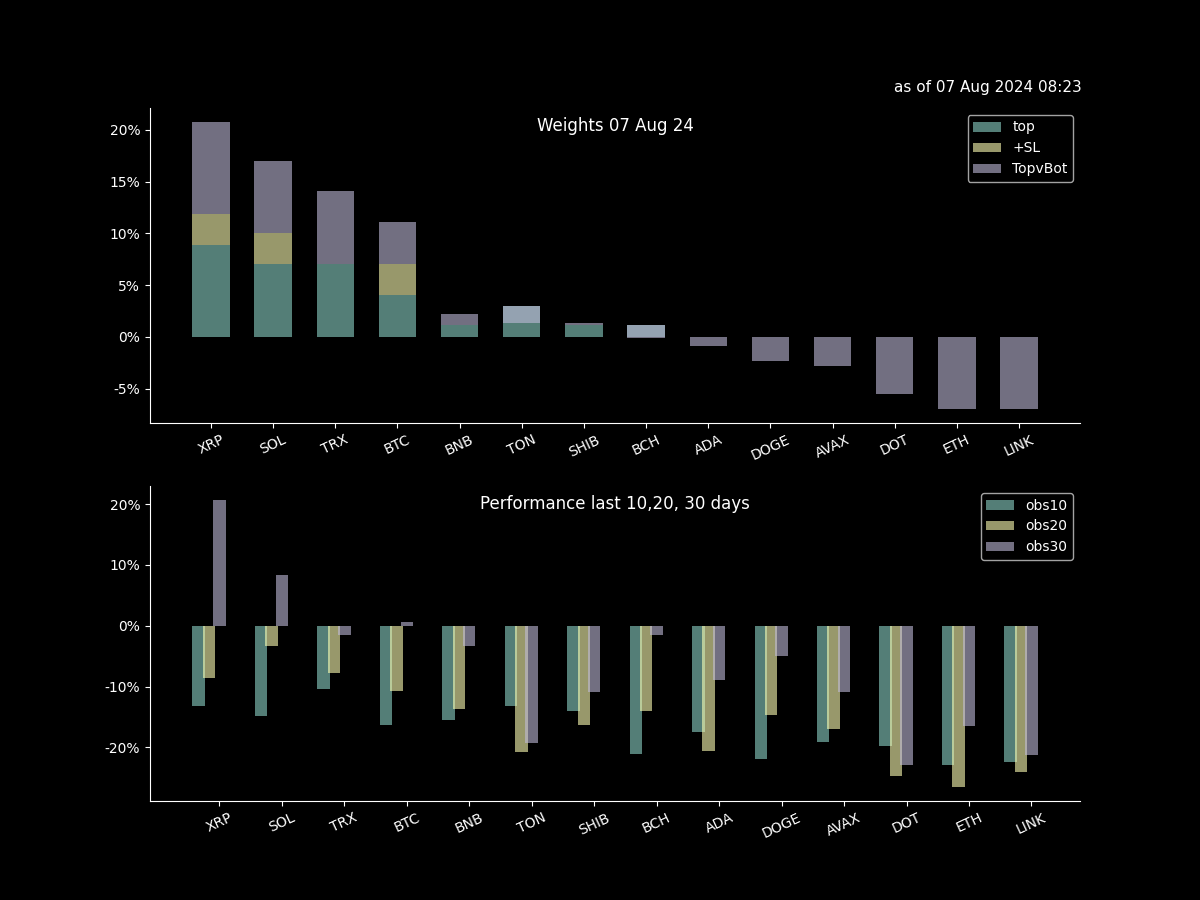 as of 07 Aug 2024 08:23
Weights 07 Aug 24
top
+SL
TopvBot
20%
15%
10%
5%
0%
-5%
XRP SOL TRX BTC BNB TON SHIB BCH ADA DOGE AVAX DOT ETH LINK
Performance last 10,20, 30 days
obs10
obs20
obs30
20%
10%
0%
-10%
-20%
XRP SOL TRX BTC BNB TON SHIB BCH ADA DOGE AVAX DOT ETH LINK